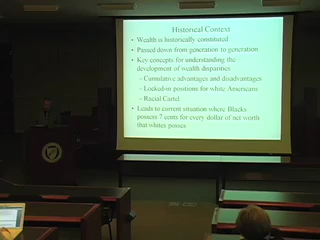 Historical Context
• Wealth is historically constituted
• Passed down from generation to generation
• Key concepts for understanding the
development of wealth disparities
– Cumulative advantages and disadvantages
– Locked-in positions for white Americans
– Racial Cartel
• Leads to current situation where Blacks
possess 7 cents for every dollar of net worth
that whites possess